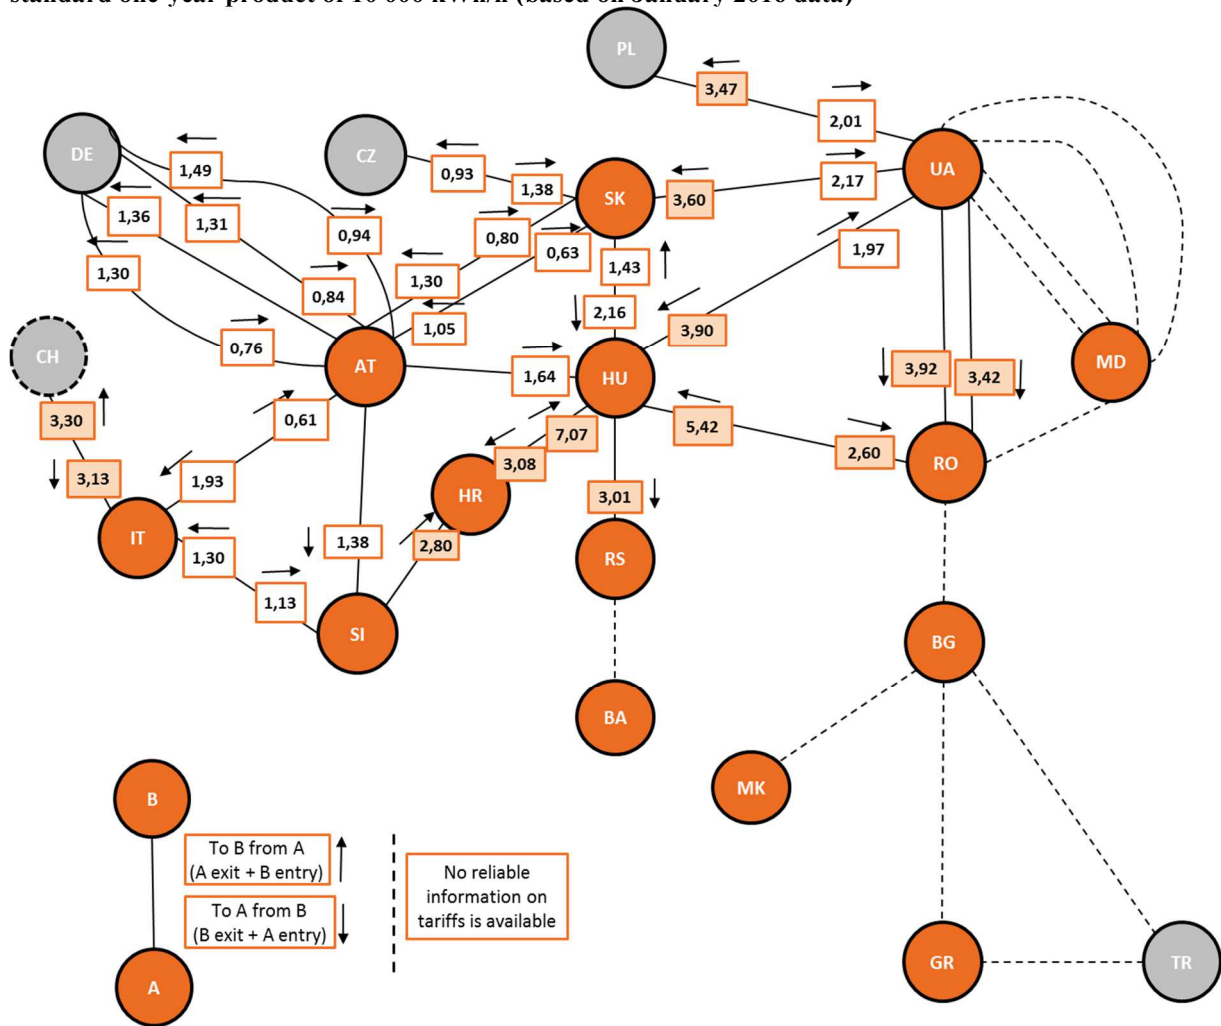 standard one-year product of 10 000 kWh/h (based on January 2018 data)
PL
3,47
2,01
DE
1,49
CZ
0,93
1,38
SK
3,60
2,17
UA
1,36
1,31
0,94
0,80
0,63
1,43
1,97
1,30
0,84
1,30
1,05
2,16
3,90
CH
0,76
AT
1,64
HU
3,92
3,42
MD
3,30
0,61
7,07
5,42
2,60
RO
3,13
1,93
3,08
HR
3,01
IT
1,30
1,38
2,80
RS
1,13
SI
BG
BA
MK
B
To B from A
(A exit + B entry)
To A from B
(B exit + A entry)
No reliable
information on
tariffs is available
A
GR
TR